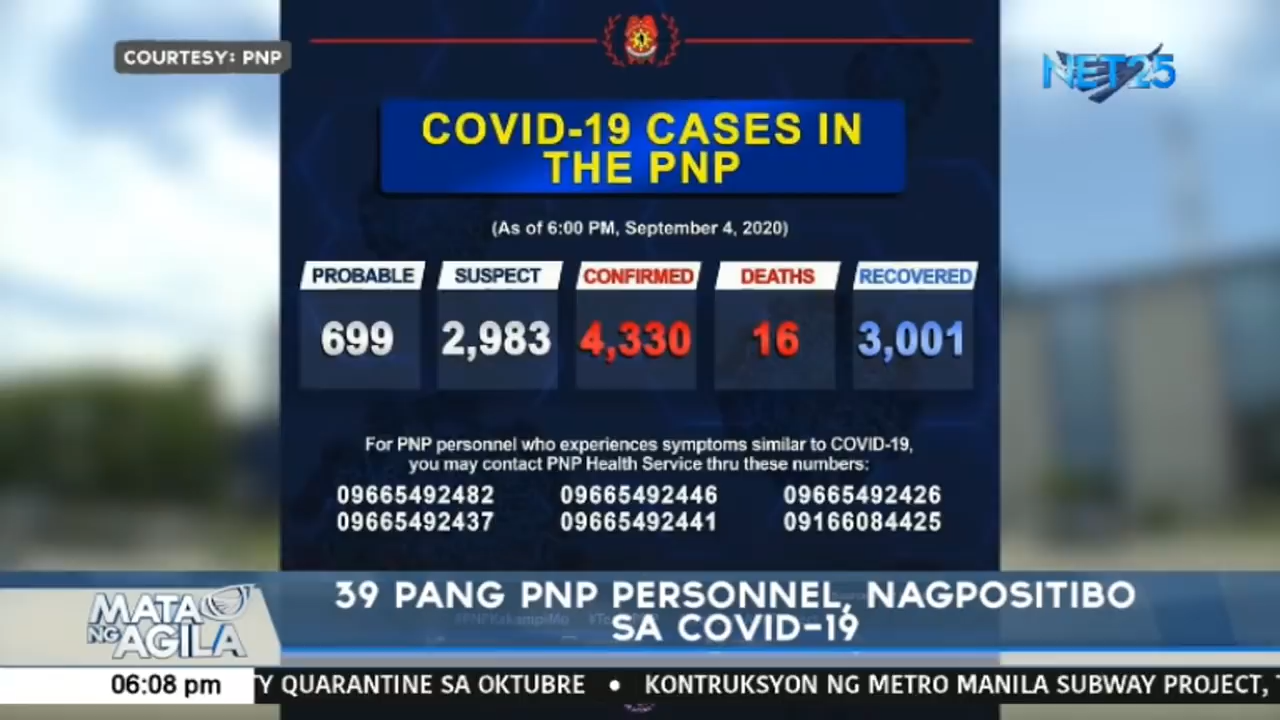 COURTESY: PNP
NET25
COVID-19 CASES IN
THE PNP
(As of 6:00 PM, September 4, 2020)
PROBABLE SUSPECT CONFIRMED DEATHS RECOVERED
699 2,983 4,330 16 3,001
For PNP personnel who experiences symptoms similar to COVID-19,
you may contact PNP Health Service thru these numbers:
09665492482 09665492446 09665492426
09665492437 09665492441 09166084425
MATA
NG
AGILA
39 PANG PNP PERSONNEL, NAGPOSITIBO
SA COVID-19
06:08 pm
Y QUARANTINE SA OKTUBRE • KONTRUKSYON NG METRO MANILA SUBWAY PROJECT,